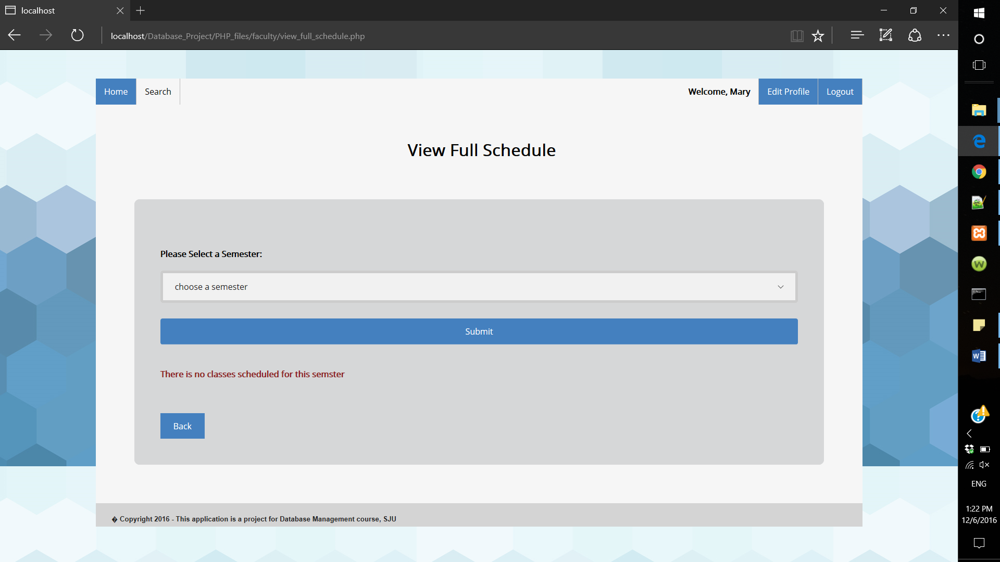 localhost
localhost/Database_Project/PHP_files/faculty/view_full_schedule.php
Home Search Welcome, Mary Edit Profile Logout
View Full Schedule
Please Select a Semester:
choose a semester
Submit
There is no classes scheduled for this semster
Back
� Copyright 2016 - This application is a project for Database Management course, SJU
ENG
1:22 PM
12/6/2016